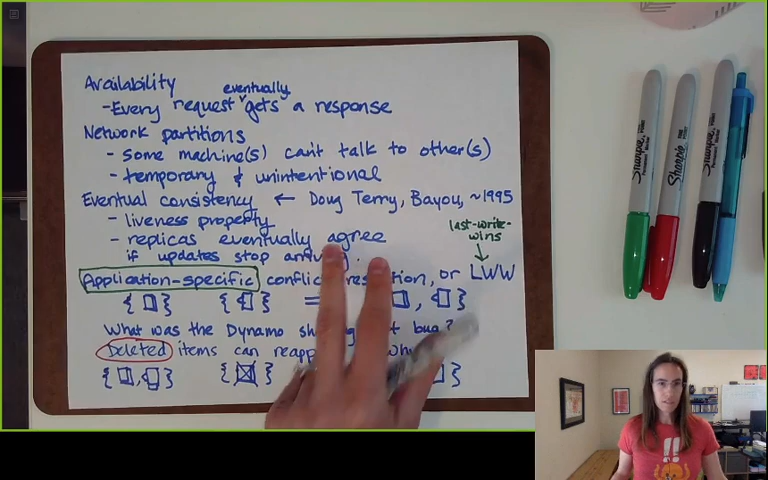 Availability
eventually
- Every request gets a response
Network partitions
- Some machine(s) can't talk to other(s)
- temporary & unintentional
Eventual consistency ← Doug Terry, Bayou, ~1995
- liveness property
- replicas eventually agree
if updates stop
last-write-
wins
Application-specific or LWW
What was the Dynamo bug?
Deleted items can
Sharpie
Sharpie
Sharpie
!!